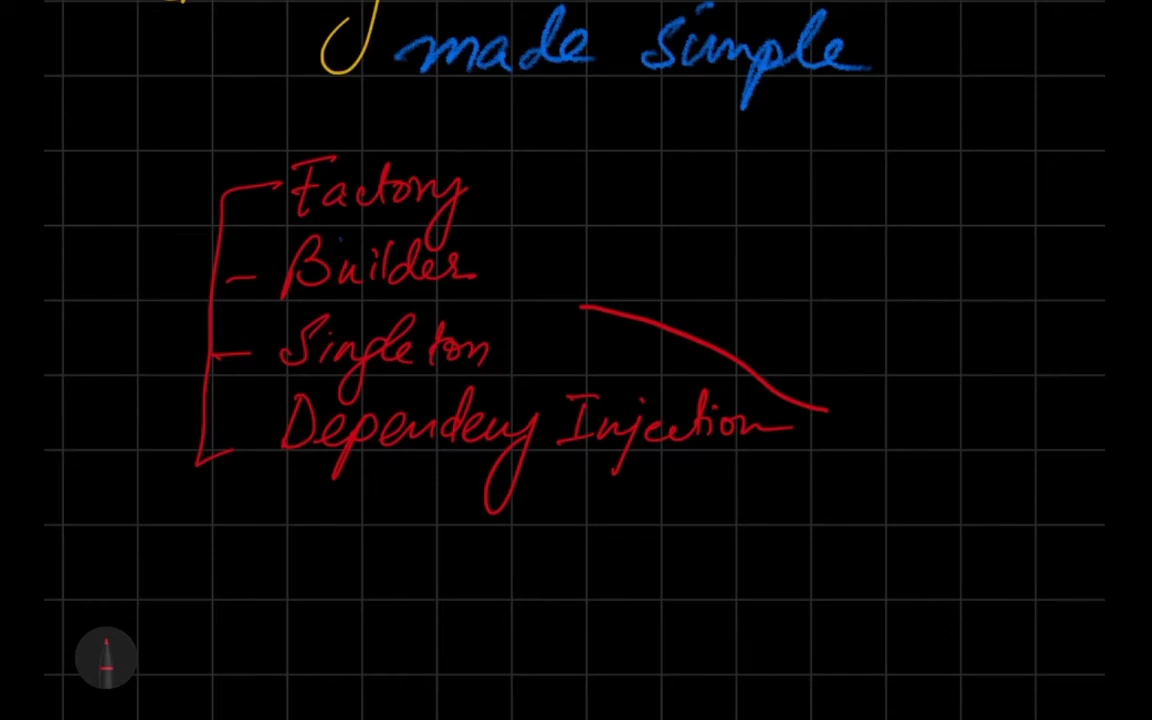 made simple
Factory
Builder
Singleton
Dependency Injection